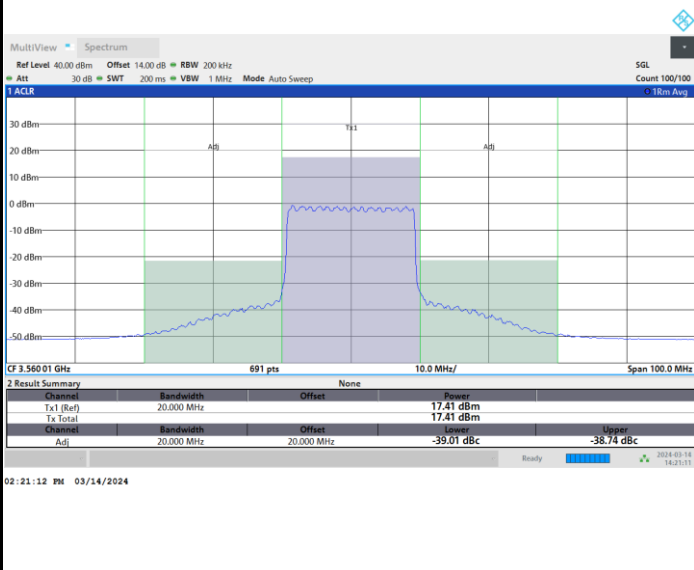 MultiView Spectrum
Ref Level 40.00 dBm Offset 14.00 dB RBW 200 kHz SGL
Att 30 dB SWT 200 ms VBW 1 MHz Mode Auto Sweep Count 100/100
1 ACLR 1Rm Avg
30 dBm
Tx1
20 dBm
Adj Adj
10 dBm
0 dBm
-10 dBm
-20 dBm
-30 dBm
-40 dBm
-50 dBm
CF 3.56001 GHz 691 pts 10.0 MHz/ Span 100.0 MHz
2 Result Summary None
Channel Bandwidth Offset Power
Tx1 (Ref) 20.000 MHz 17.41 dBm
Tx Total 17.41 dBm
Channel Bandwidth Offset Lower Upper
Adj 20.000 MHz 20.000 MHz -39.01 dBc -38.74 dBc
Ready 2024-03-14
14:21:11
02:21:12 PM 03/14/2024